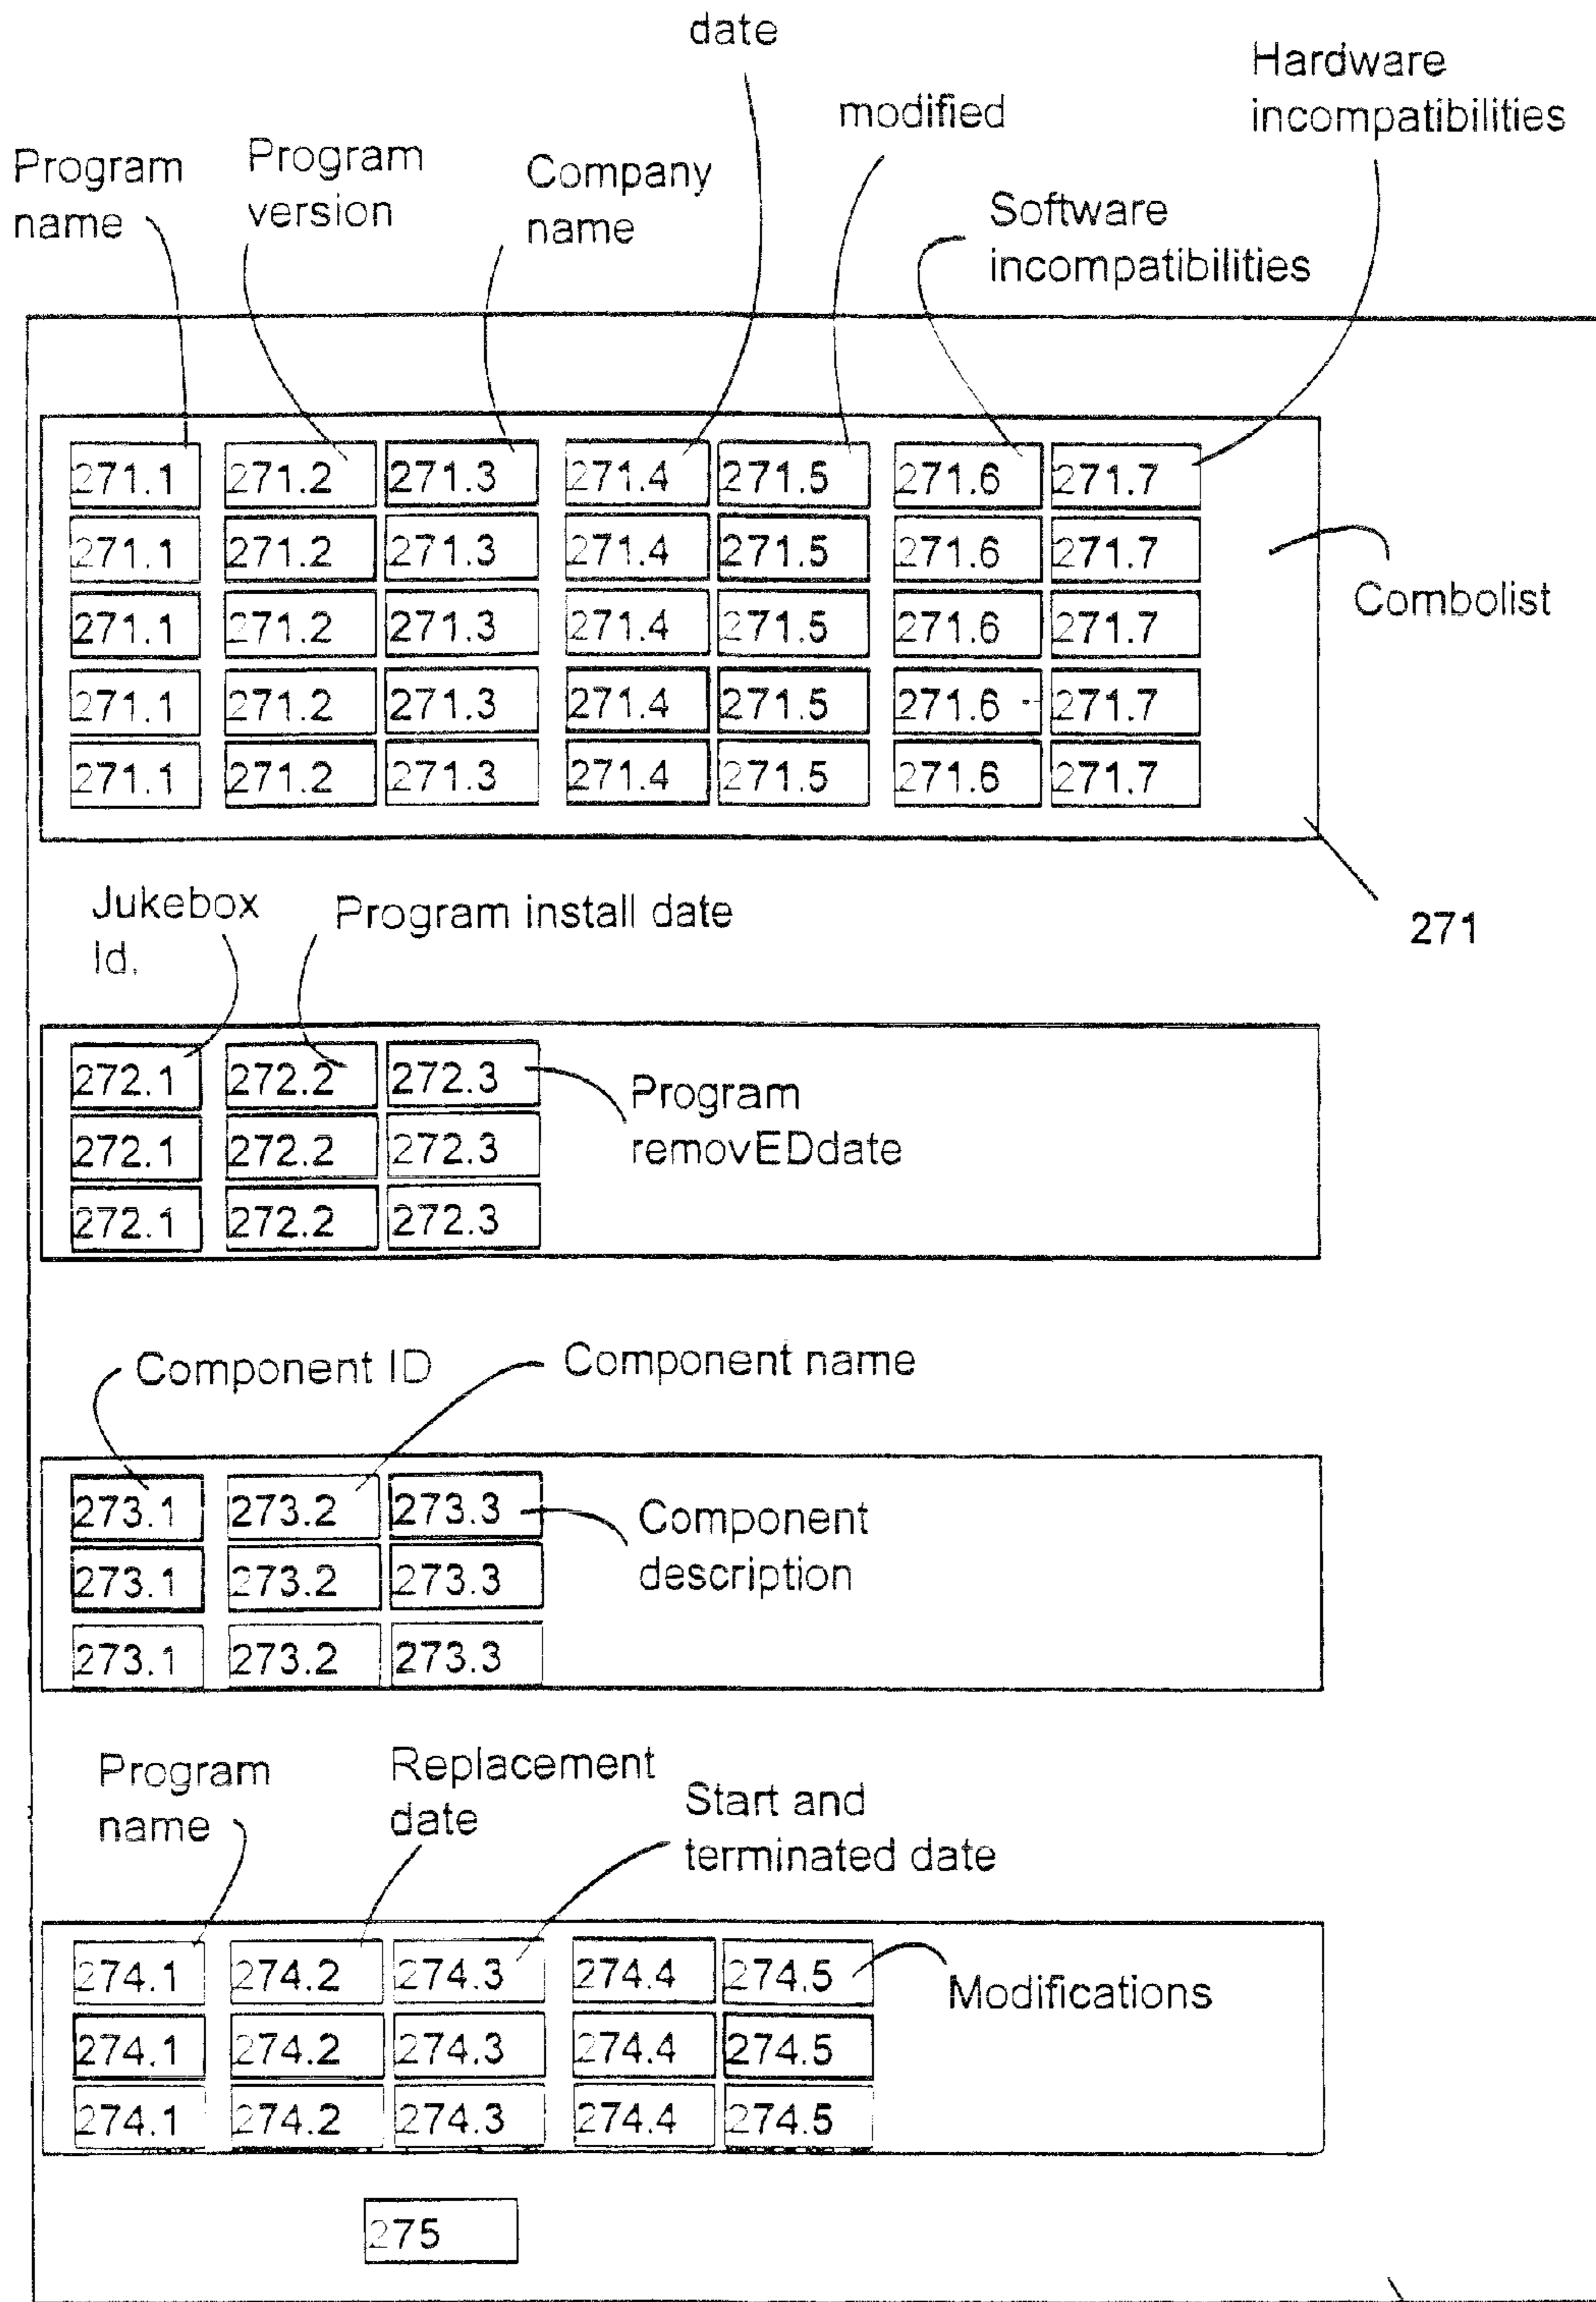 date
Hardware
incompatibilities
modified
Program
name
Program
version
Company
name
Software
incompatibilities
271.1 271.2 271.3 271.4 271.5 271.6 271.7
271.1 271.2 271.3 271.4 271.5 271.6 271.7
271.1 271.2 271.3 271.4 271.5 271.6 271.7
271.1 271.2 271.3 271.4 271.5 271.6 271.7
271.1 271.2 271.3 271.4 271.5 271.6 271.7
Combolist
271
Jukebox
Id.
Program install date
272.1 272.2 272.3
272.1 272.2 272.3
272.1 272.2 272.3
Program
removEDdate
Component ID
Component name
273.1 273.2 273.3
273.1 273.2 273.3
273.1 273.2 273.3
Component
description
Program
name
Replacement
date
Start and
terminated date
274.1 274.2 274.3 274.4 274.5
274.1 274.2 274.3 274.4 274.5
274.1 274.2 274.3 274.4 274.5
Modifications
275